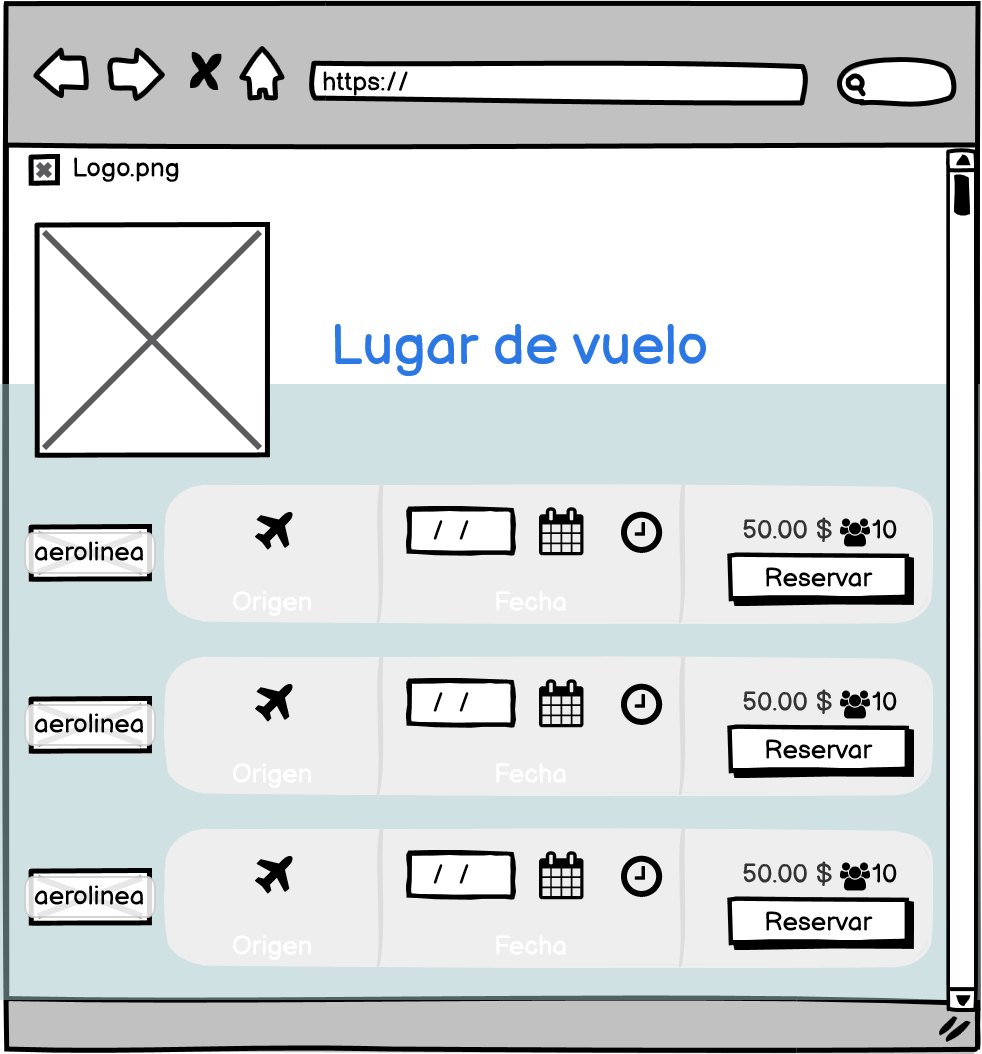 https://
Logo.png
Lugar de vuelo
aerolinea
/ /
50.00 $ 10
Reservar
Origen
Fecha
aerolinea
/ /
50.00 $ 10
Reservar
Origen
Fecha
aerolinea
/ /
50.00 $ 10
Reservar
Origen
Fecha